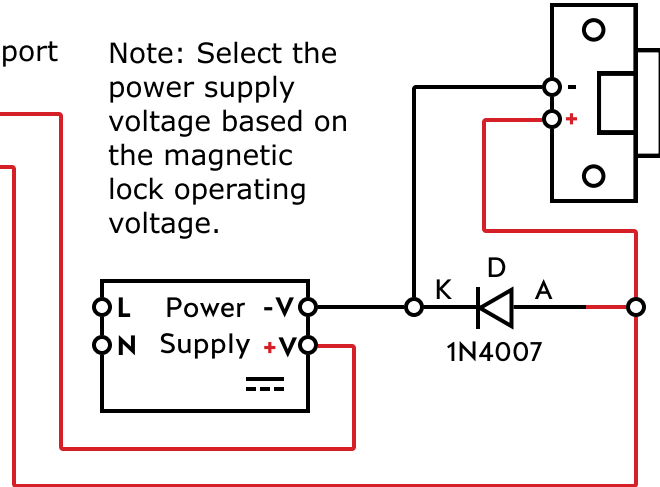 port
Note: Select the
power supply
voltage based on
the magnetic
lock operating
voltage.
-
+
D
K
A
1N4007
L Power -V
N Supply +V